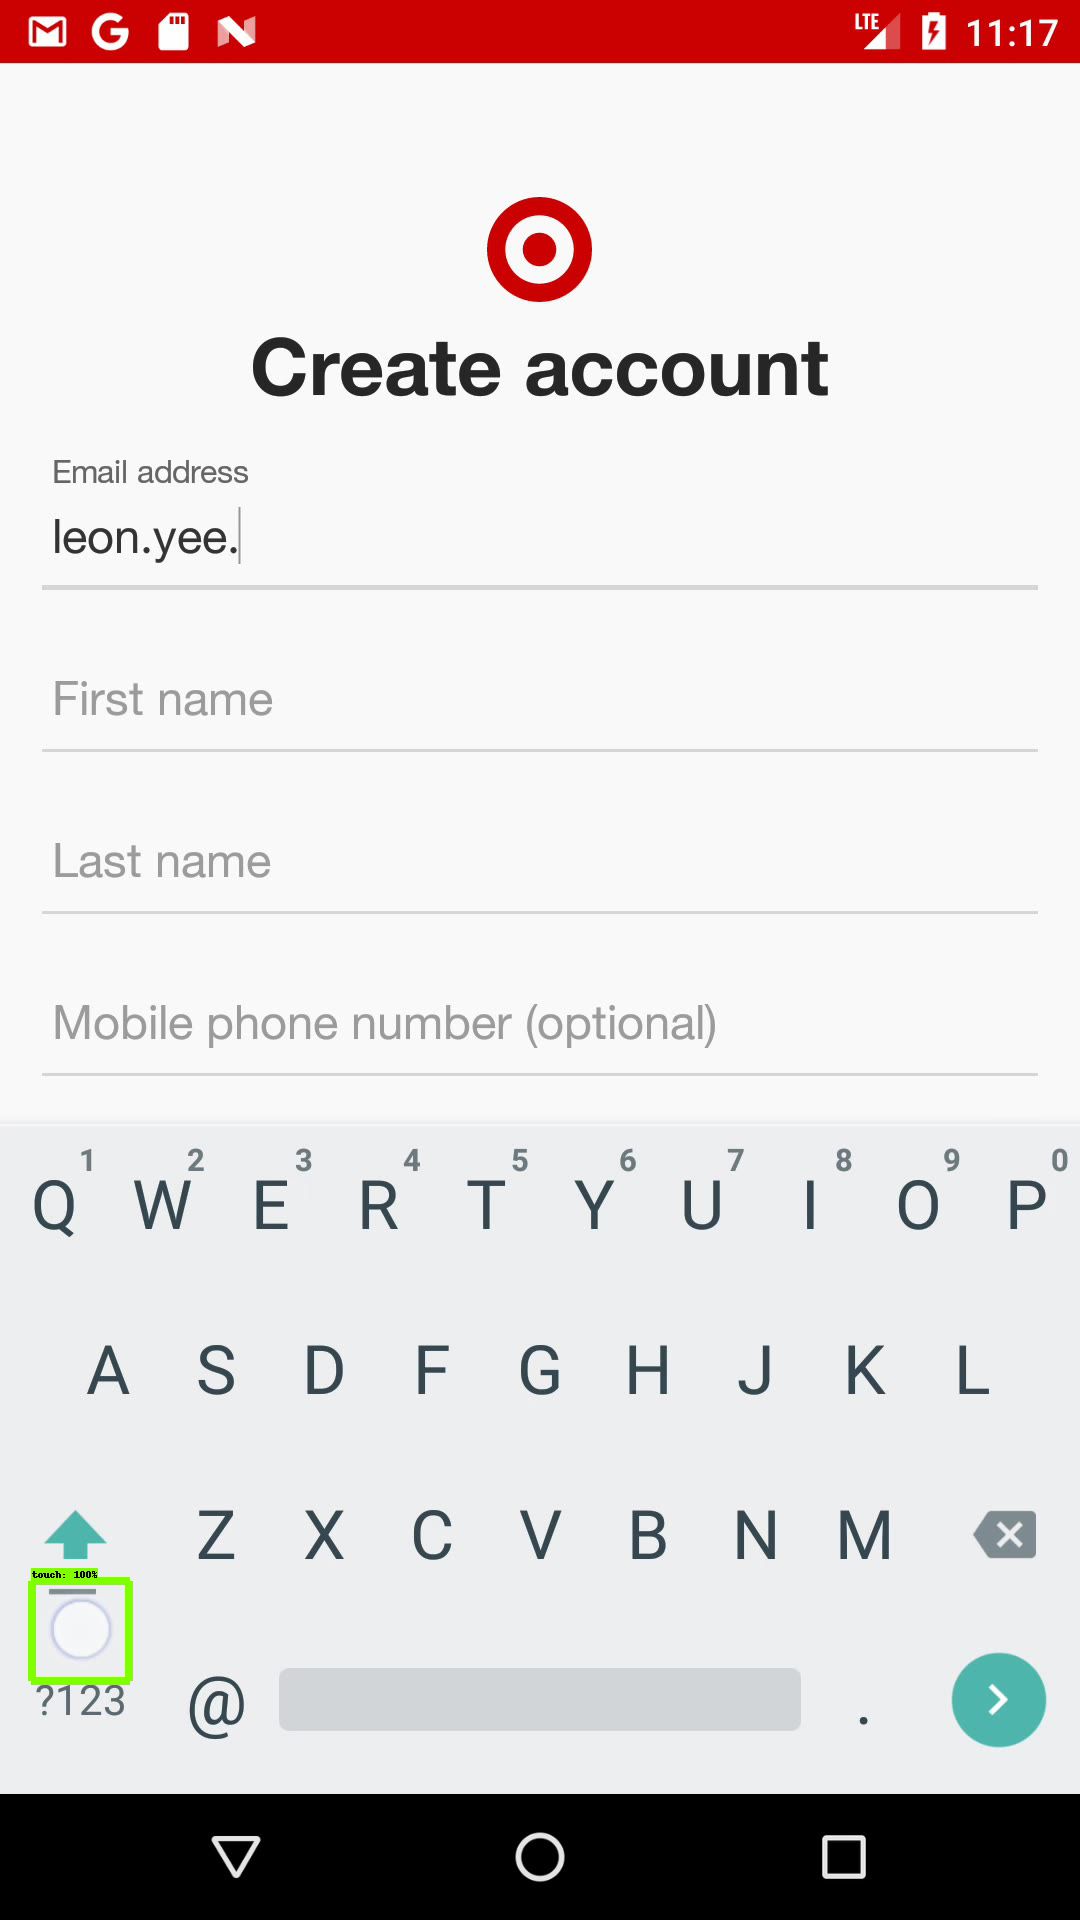 LTE 11:17
Create account
Email address
leon.yee.
First name
Last name
Mobile phone number (optional)
1 2 3 4 5 6 7 8 9 0
Q W E R T Y U I O P
A S D F G H J K L
Z X C V B N M
touch: 100%
?123 @ .